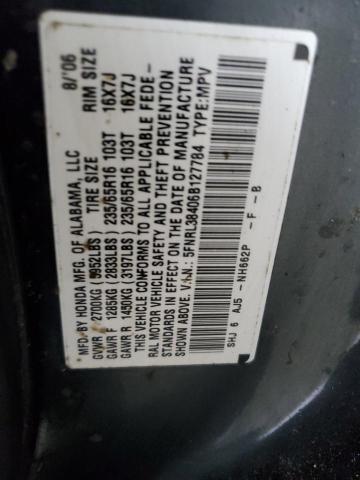 MFD. BY HONDA MFG. OF ALABAMA, LLC 8/'06
TIRE SIZE RIM SIZE
GVWR 2700KG (5952LBS)
GAWR F 1285KG (2833LBS) 235/65R16 103T 16X7J
GAWR R 1450KG (3197LBS) 235/65R16 103T 16X7J
THIS VEHICLE CONFORMS TO ALL APPLICABLE FEDE-
RAL MOTOR VEHICLE SAFETY AND THEFT PREVENTION
STANDARDS IN EFFECT ON THE DATE OF MANUFACTURE
SHOWN ABOVE. V.I.N.: 5FNRL38406B127784 TYPE: MPV
SHJ 6 AJ5 - NH662P - F - B